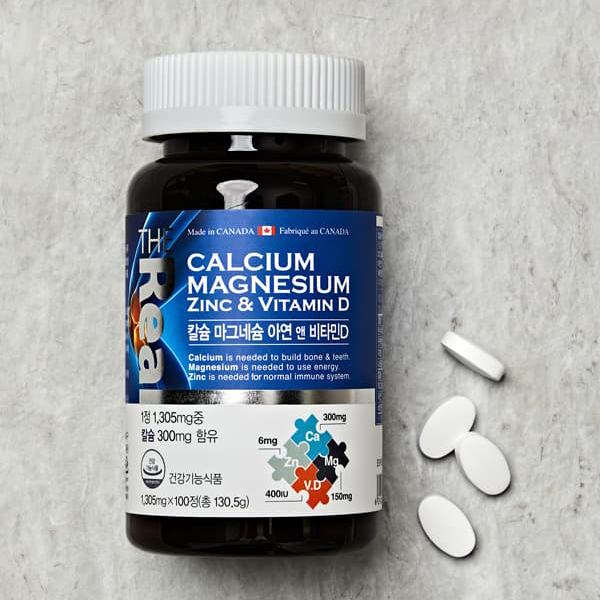 THE
Real
Made in CANADA Fabriqué au CANADA
CALCIUM
MAGNESIUM
ZINC & VITAMIN D
칼슘 마그네슘 아연 앤 비타민D
Calcium is needed to build bone & teeth.
Magnesium is needed to use energy.
Zinc is needed for normal immune system.
1정 1,305mg중
칼슘 300mg 함유
300mg
Ca
6mg
Zn
Mg
V.D
400IU
150mg
건강기능식품
1,305mg×100정(총 130.5g)